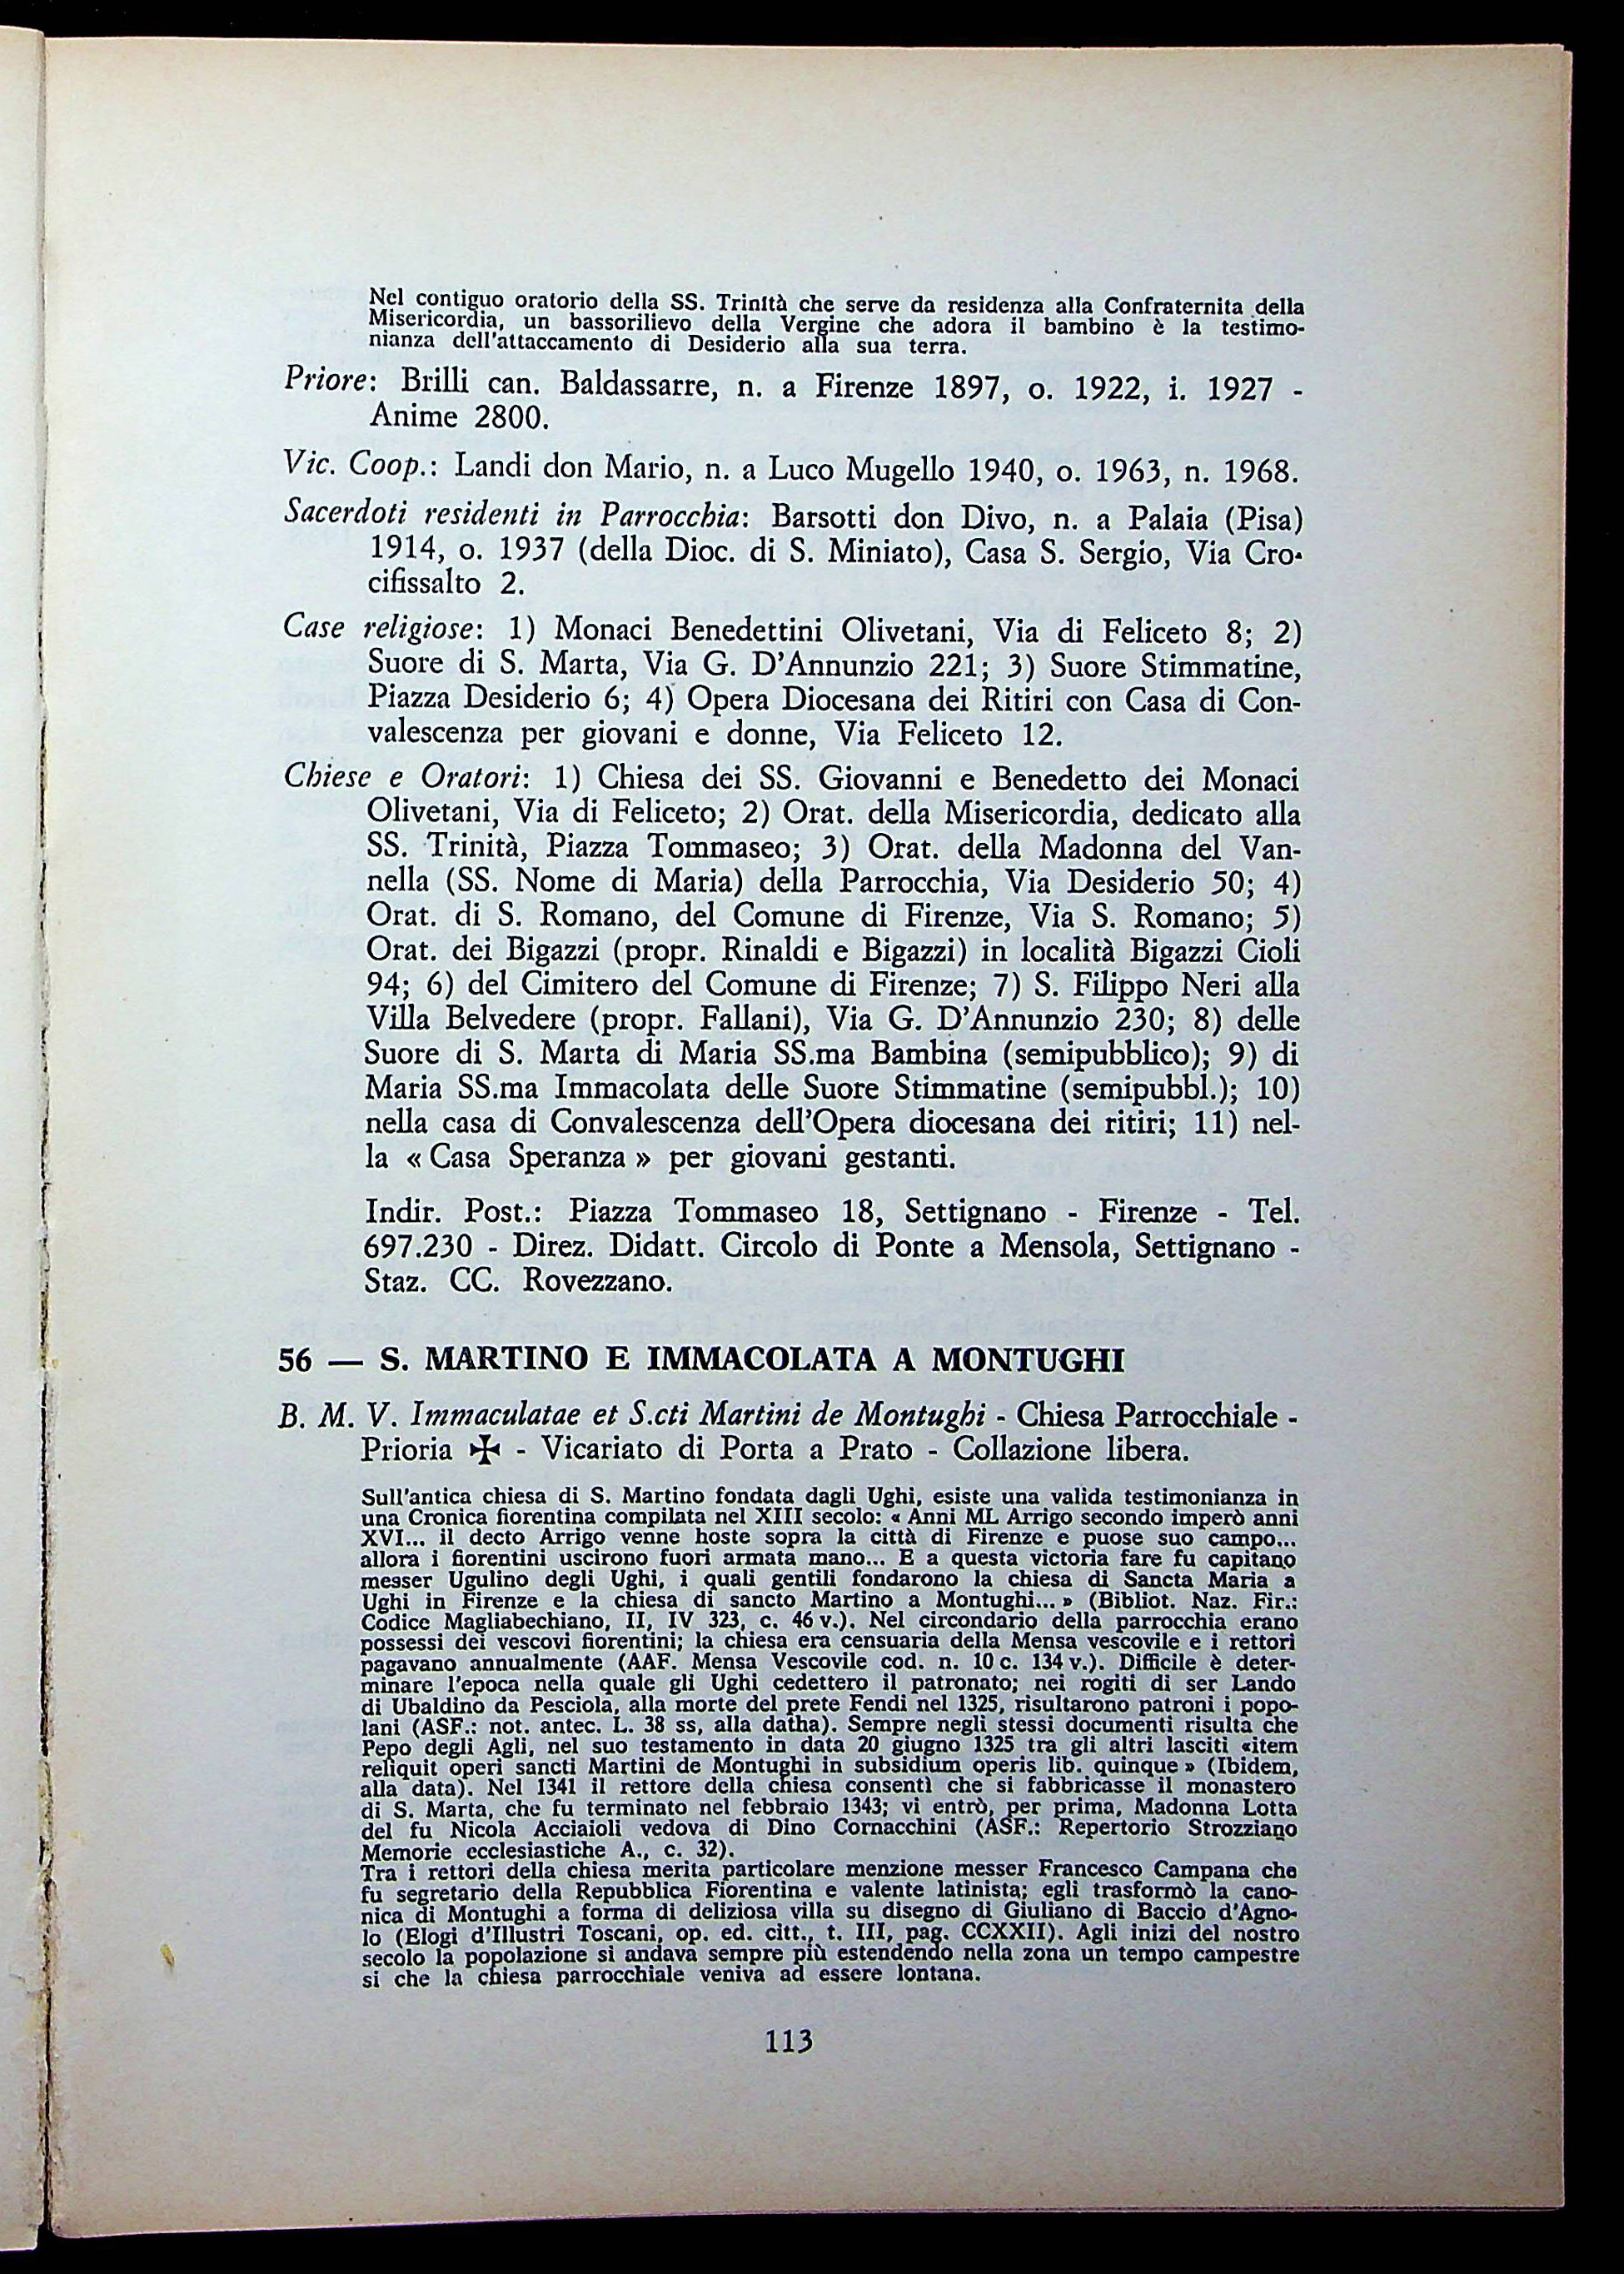 Nel contiguo oratorio della SS. Trinità che serve da residenza alla Confraternita della
Misericordia, un bassorilievo della Vergine che adora il bambino è la testimo-
nianza dell'attaccamento di Desiderio alla sua terra.
Priore: Brilli can. Baldassarre, n. a Firenze 1897, o. 1922, i. 1927 -
Anime 2800.
Vic. Coop.: Landi don Mario, n. a Luco Mugello 1940, o. 1963, n. 1968.
Sacerdoti residenti in Parrocchia: Barsotti don Divo, n. a Palaia (Pisa)
1914, o. 1937 (della Dioc. di S. Miniato), Casa S. Sergio, Via Cro-
cifissalto 2.
Case religiose: 1) Monaci Benedettini Olivetani, Via di Feliceto 8; 2)
Suore di S. Marta, Via G. D'Annunzio 221; 3) Suore Stimmatine,
Piazza Desiderio 6; 4) Opera Diocesana dei Ritiri con Casa di Con-
valescenza per giovani e donne, Via Feliceto 12.
Chiese e Oratori: 1) Chiesa dei SS. Giovanni e Benedetto dei Monaci
Olivetani, Via di Feliceto; 2) Orat. della Misericordia, dedicato alla
SS. Trinità, Piazza Tommaseo; 3) Orat. della Madonna del Van-
nella (SS. Nome di Maria) della Parrocchia, Via Desiderio 50; 4)
Orat. di S. Romano, del Comune di Firenze, Via S. Romano; 5)
Orat. dei Bigazzi (propr. Rinaldi e Bigazzi) in località Bigazzi Cioli
94; 6) del Cimitero del Comune di Firenze; 7) S. Filippo Neri alla
Villa Belvedere (propr. Fallani), Via G. D'Annunzio 230; 8) delle
Suore di S. Marta di Maria SS.ma Bambina (semipubblico); 9) di
Maria SS.ma Immacolata delle Suore Stimmatine (semipubbl.); 10)
nella casa di Convalescenza dell'Opera diocesana dei ritiri; 11) nel-
la « Casa Speranza » per giovani gestanti.
Indir. Post.: Piazza Tommaseo 18, Settignano - Firenze - Tel.
697.230 - Direz. Didatt. Circolo di Ponte a Mensola, Settignano -
Staz. CC. Rovezzano.
56 — S. MARTINO E IMMACOLATA A MONTUGHI
B. M. V. Immaculatae et S.cti Martini de Montughi - Chiesa Parrocchiale -
Prioria ✠ - Vicariato di Porta a Prato - Collazione libera.
Sull'antica chiesa di S. Martino fondata dagli Ughi, esiste una valida testimonianza in
una Cronica fiorentina compilata nel XIII secolo: « Anni ML Arrigo secondo imperò anni
XVI... il decto Arrigo venne hoste sopra la città di Firenze e puose suo campo...
allora i fiorentini uscirono fuori armata mano... E a questa victoria fare fu capitano
messer Ugulino degli Ughi, i quali gentili fondarono la chiesa di Sancta Maria a
Ughi in Firenze e la chiesa di sancto Martino a Montughi... » (Bibliot. Naz. Fir.:
Codice Magliabechiano, II, IV 323, c. 46 v.). Nel circondario della parrocchia erano
possessi dei vescovi fiorentini; la chiesa era censuaria della Mensa vescovile e i rettori
pagavano annualmente (AAF. Mensa Vescovile cod. n. 10 c. 134 v.). Difficile è deter-
minare l'epoca nella quale gli Ughi cedettero il patronato; nei rogiti di ser Lando
di Ubaldino da Pesciola, alla morte del prete Fendi nel 1325, risultarono patroni i popo-
lani (ASF.: not. antec. L. 38 ss, alla datha). Sempre negli stessi documenti risulta che
Pepo degli Agli, nel suo testamento in data 20 giugno 1325 tra gli altri lasciti «item
reliquit operi sancti Martini de Montughi in subsidium operis lib. quinque » (Ibidem,
alla data). Nel 1341 il rettore della chiesa consentì che si fabbricasse il monastero
di S. Marta, che fu terminato nel febbraio 1343; vi entrò, per prima, Madonna Lotta
del fu Nicola Acciaioli vedova di Dino Cornacchini (ASF.: Repertorio Strozziano
Memorie ecclesiastiche A., c. 32).
Tra i rettori della chiesa merita particolare menzione messer Francesco Campana che
fu segretario della Repubblica Fiorentina e valente latinista; egli trasformò la cano-
nica di Montughi a forma di deliziosa villa su disegno di Giuliano di Baccio d'Agno-
lo (Elogi d'Illustri Toscani, op. ed. citt., t. III, pag. CCXXII). Agli inizi del nostro
secolo la popolazione si andava sempre più estendendo nella zona un tempo campestre
si che la chiesa parrocchiale veniva ad essere lontana.
113